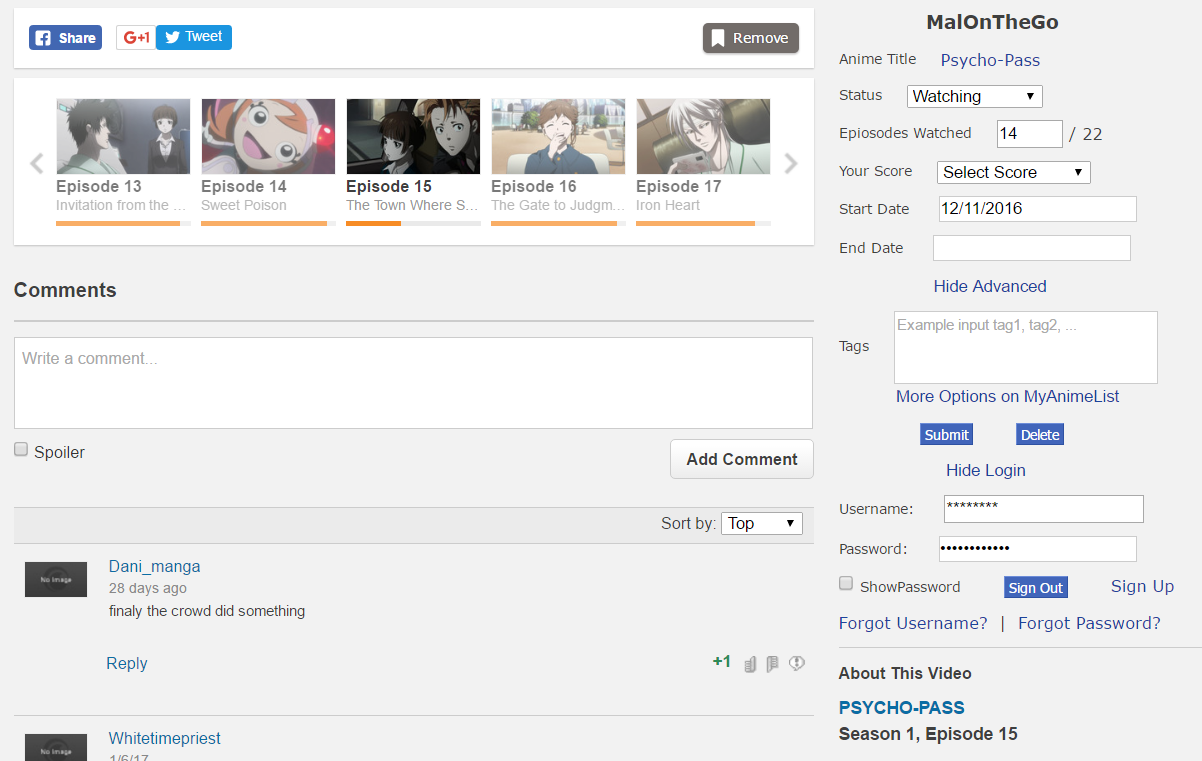 Share
G+1
Tweet
Remove
Episode 13
Invitation from the ...
Episode 14
Sweet Poison
Episode 15
The Town Where S...
Episode 16
The Gate to Judgm...
Episode 17
Iron Heart
Comments
Write a comment...
Spoiler
Add Comment
Sort by: Top
No Image
Dani_manga
28 days ago
finaly the crowd did something
Reply
+1
No Image
Whitetimepriest
1/6/17
MalOnTheGo
Anime Title Psycho-Pass
Status Watching
Epiosodes Watched 14 / 22
Your Score Select Score
Start Date 12/11/2016
End Date
Hide Advanced
Tags Example input tag1, tag2, ...
More Options on MyAnimeList
Submit Delete
Hide Login
Username: ********
Password: ••••••••••••
ShowPassword Sign Out Sign Up
Forgot Username? | Forgot Password?
About This Video
PSYCHO-PASS
Season 1, Episode 15